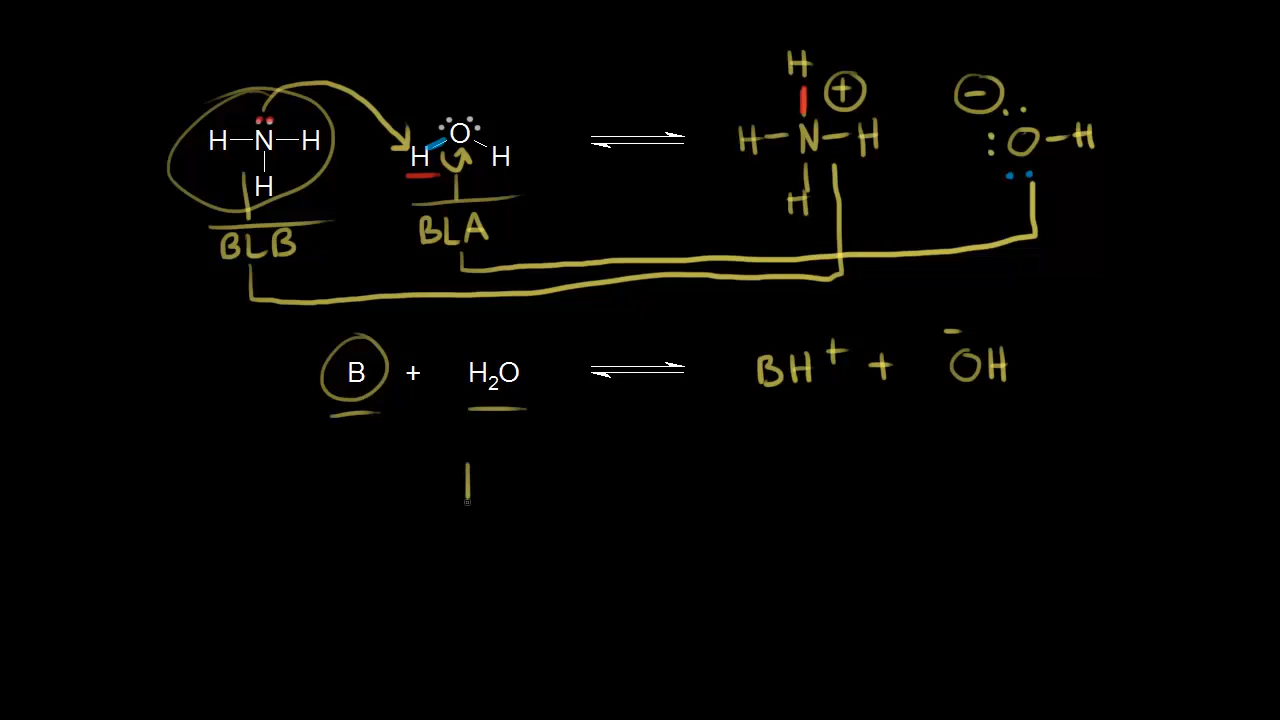 H
H N H H O H H N H O H
H H
BLB BLA
B + H₂O BH⁺ + ⁻OH